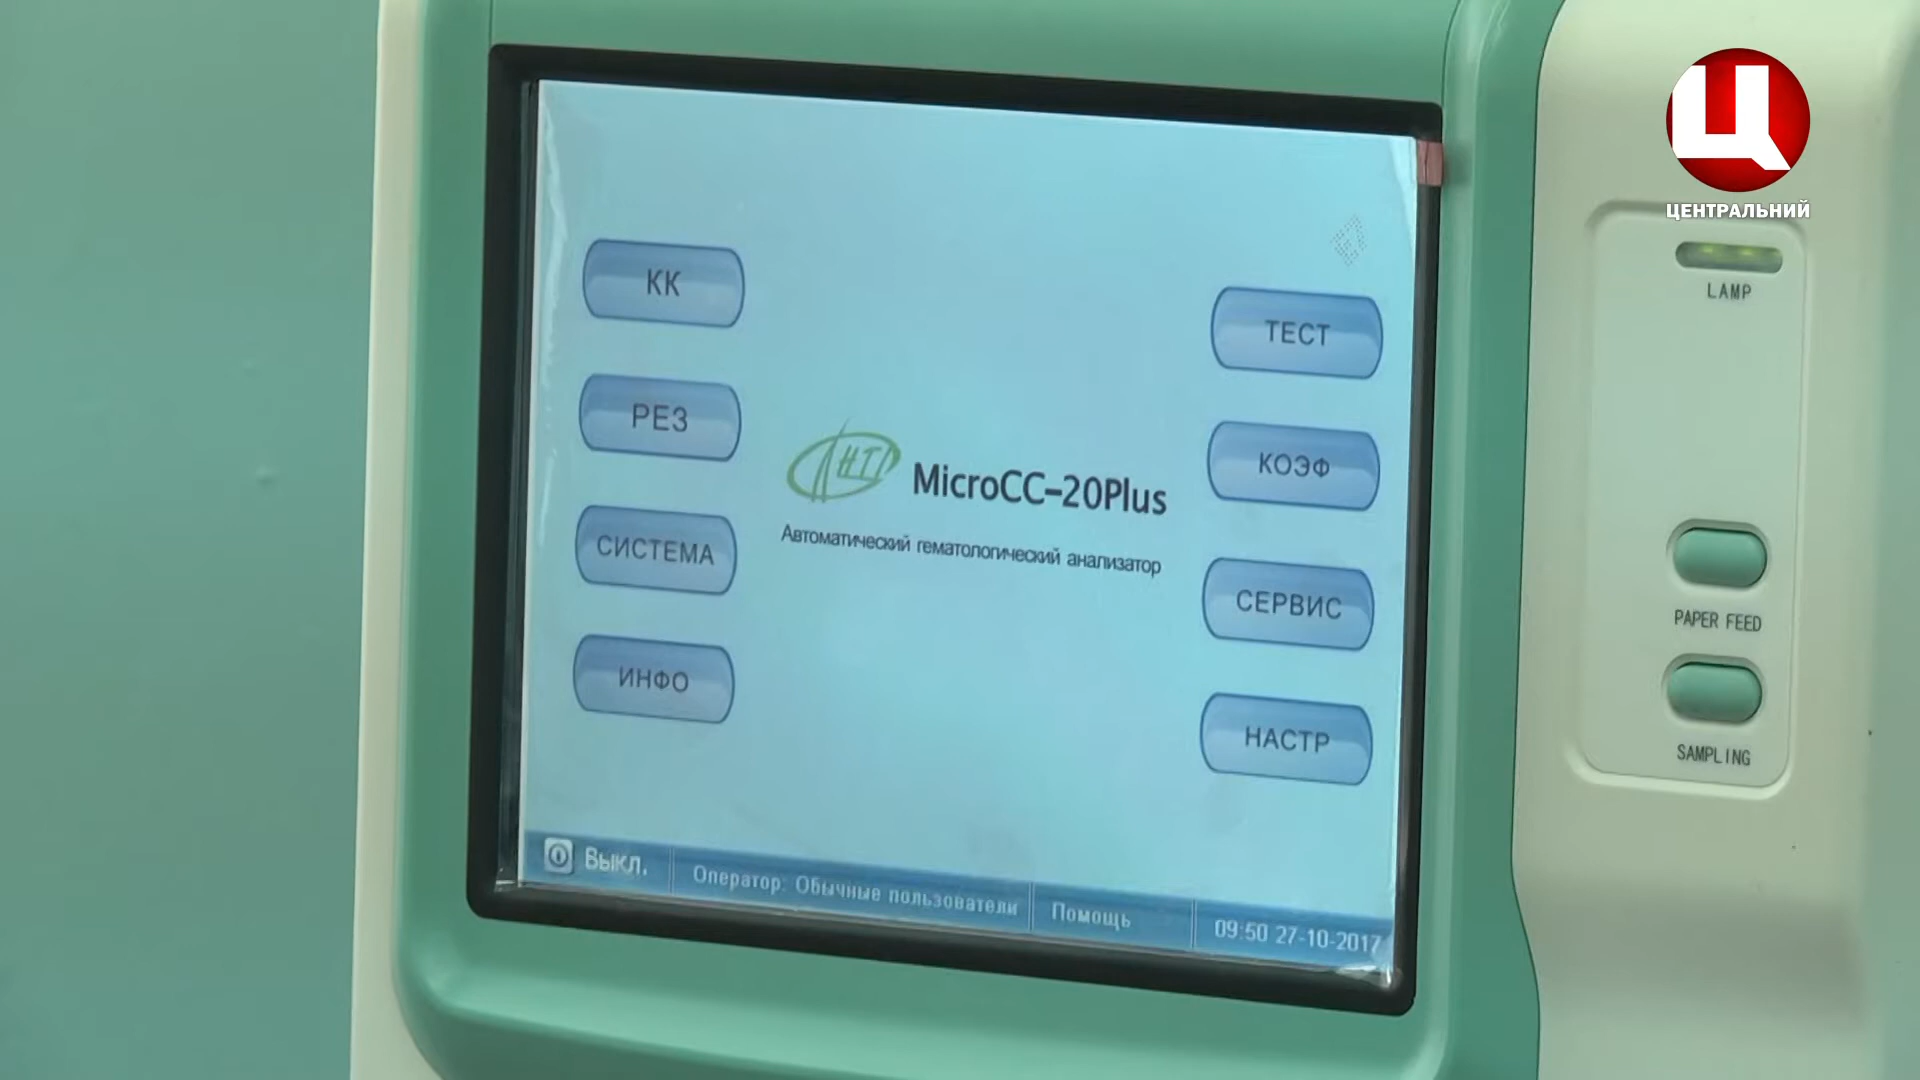 Ц
ЦЕНТРАЛЬНИЙ
КК
РЕЗ
СИСТЕМА
ИНФО
HTI MicroCC-20Plus
Автоматический гематологический анализатор
ТЕСТ
КОЭФ
СЕРВИС
НАСТР
Выкл. Оператор: Обычные пользователи Помощь 09:50 27-10-2017
LAMP
PAPER FEED
SAMPLING